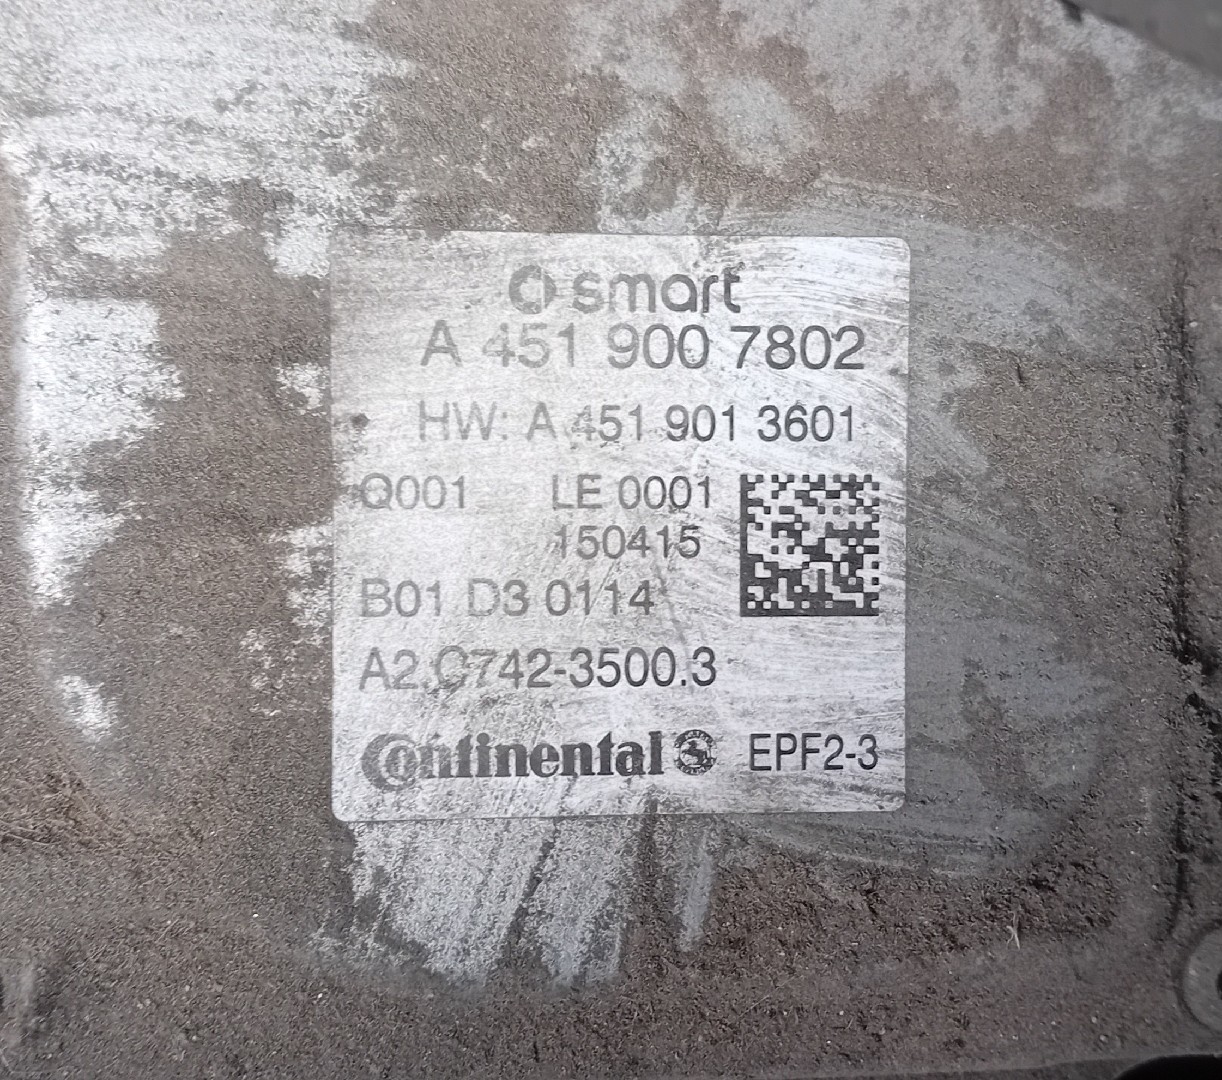 smart
A 451 900 7802
HW: A 451 901 3601
Q001 LE 0001
150415
B01 D3 0114
A2C742-3500.3
Continental EPF2-3